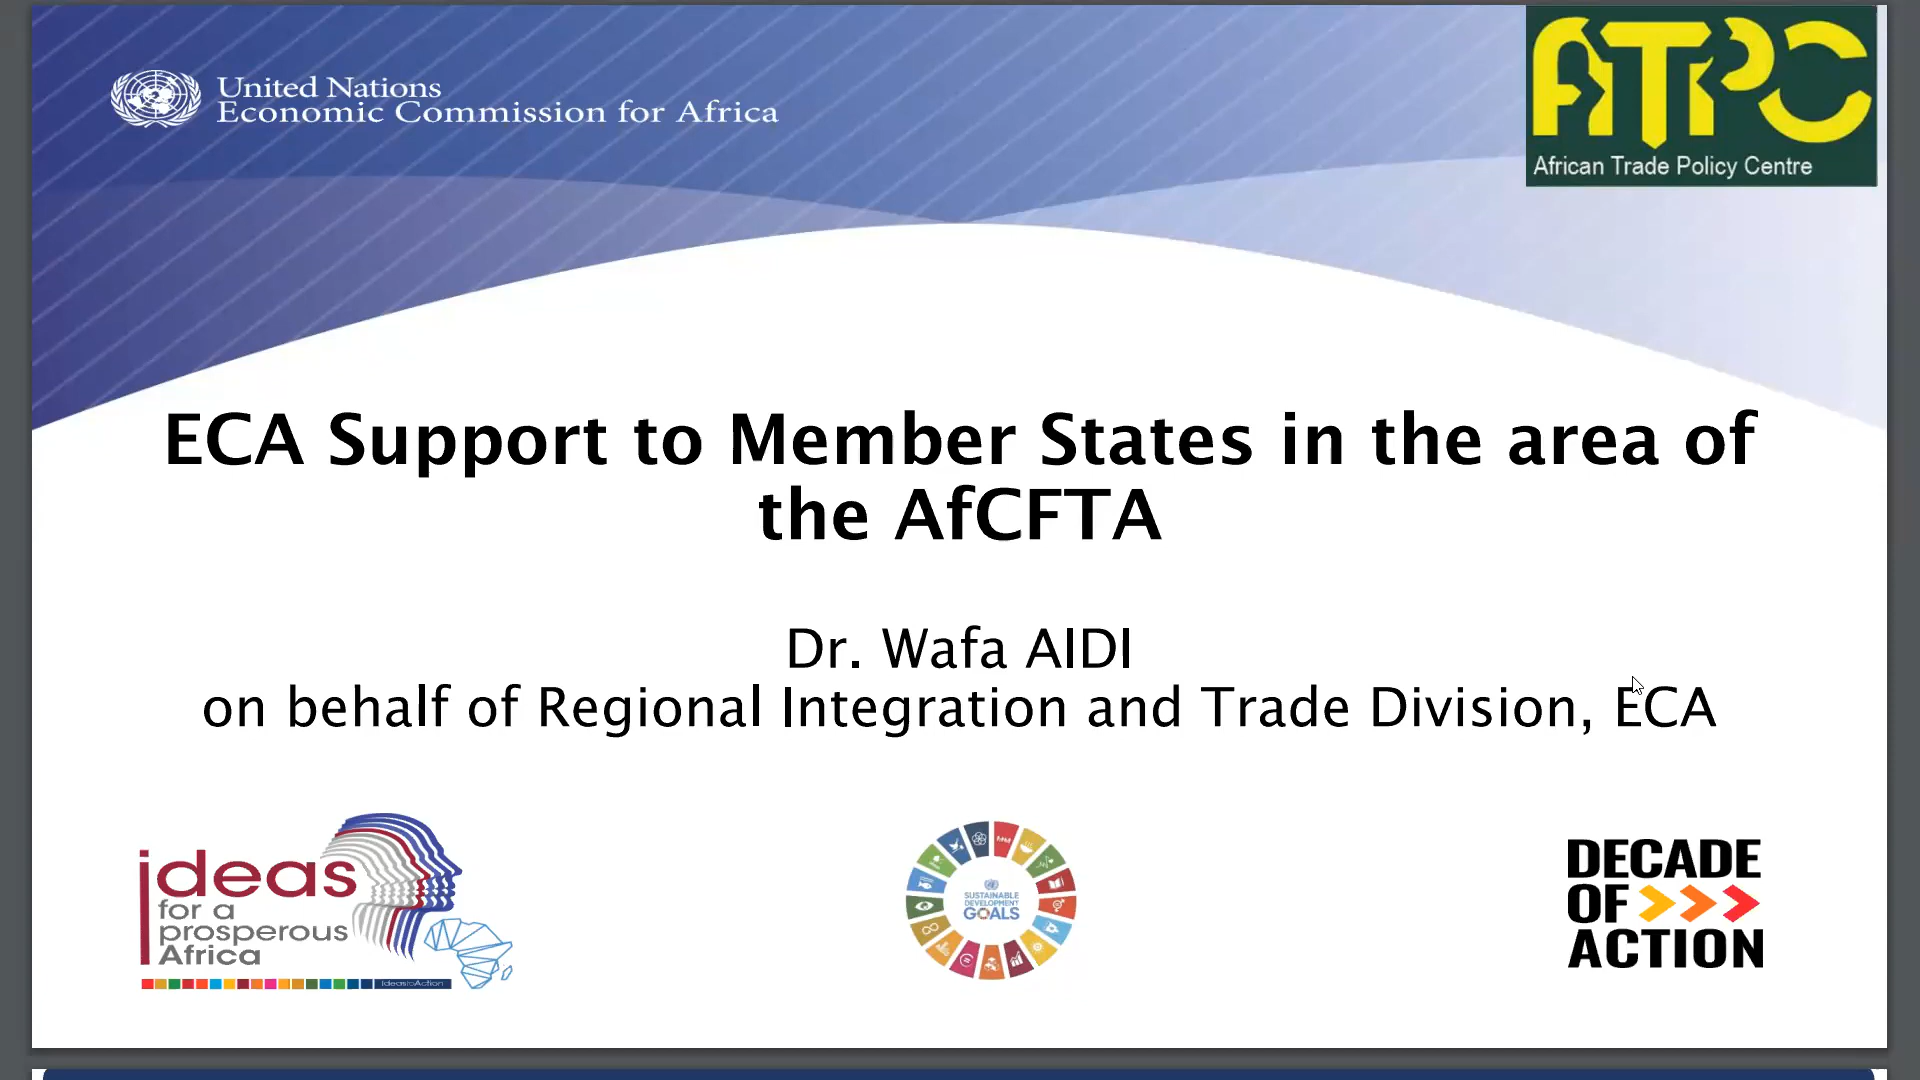 United Nations
Economic Commission for Africa
ATPC
African Trade Policy Centre
ECA Support to Member States in the area of
the AfCFTA
Dr. Wafa AIDI
on behalf of Regional Integration and Trade Division, ECA
ideas
for a
prosperous
Africa
IdeastoAction
SUSTAINABLE
DEVELOPMENT
GOALS
DECADE
OF
ACTION